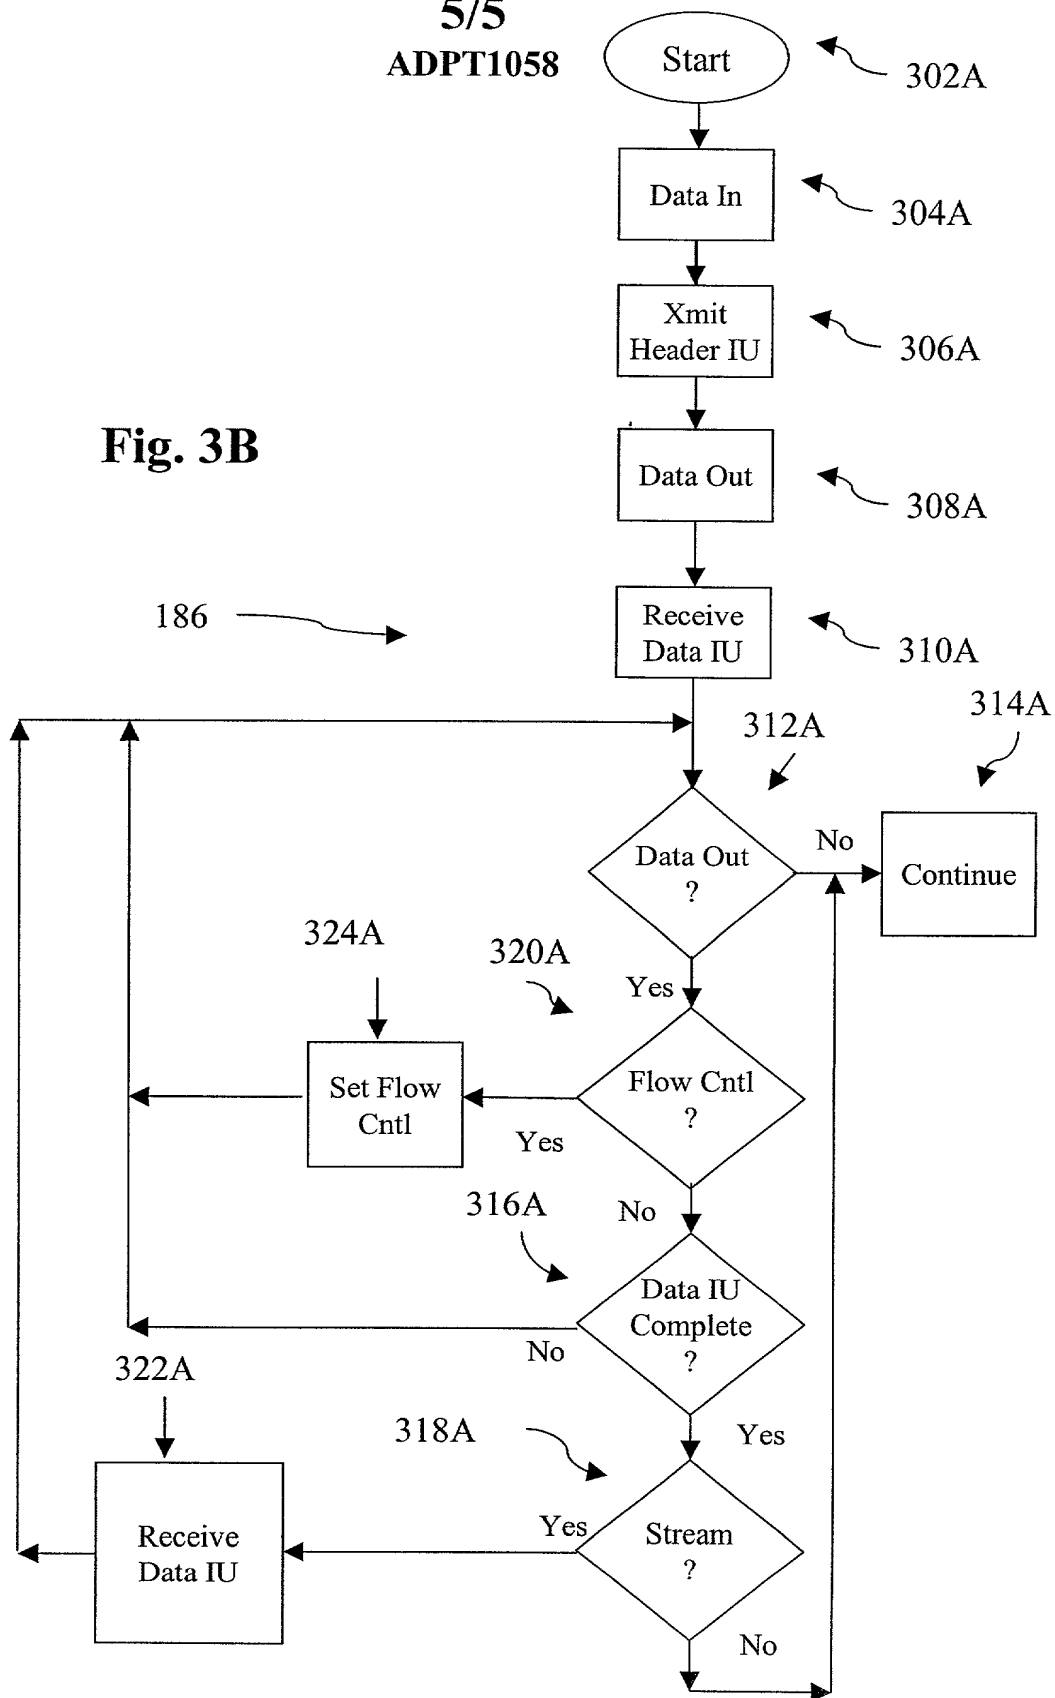 5/5
ADPT1058
Start
302A
Data In
304A
Xmit
Header IU
306A
Fig. 3B
Data Out
308A
186
Receive
Data IU
310A
312A
314A
Data Out
?
No
Continue
324A
320A
Yes
Set Flow
Cntl
Flow Cntl
?
Yes
316A
No
Data IU
Complete
?
No
322A
318A
Yes
Receive
Data IU
Yes
Stream
?
No